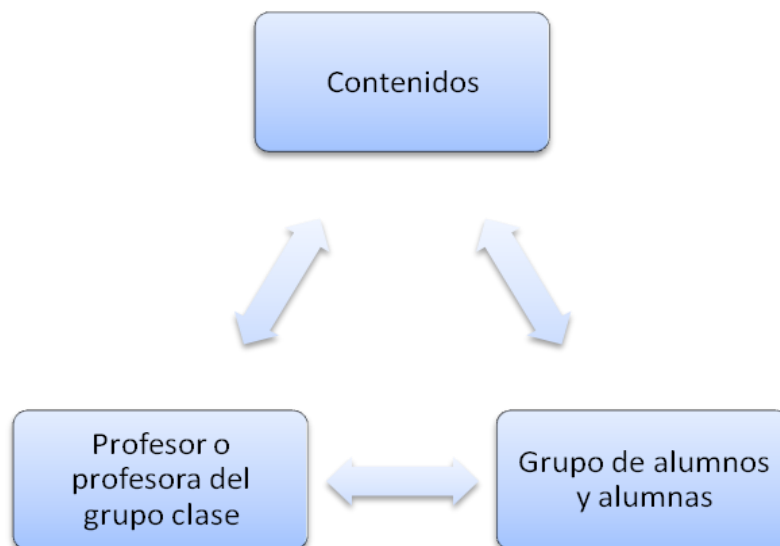 Contenidos
Profesor o
profesora del
grupo clase
Grupo de alumnos
y alumnas